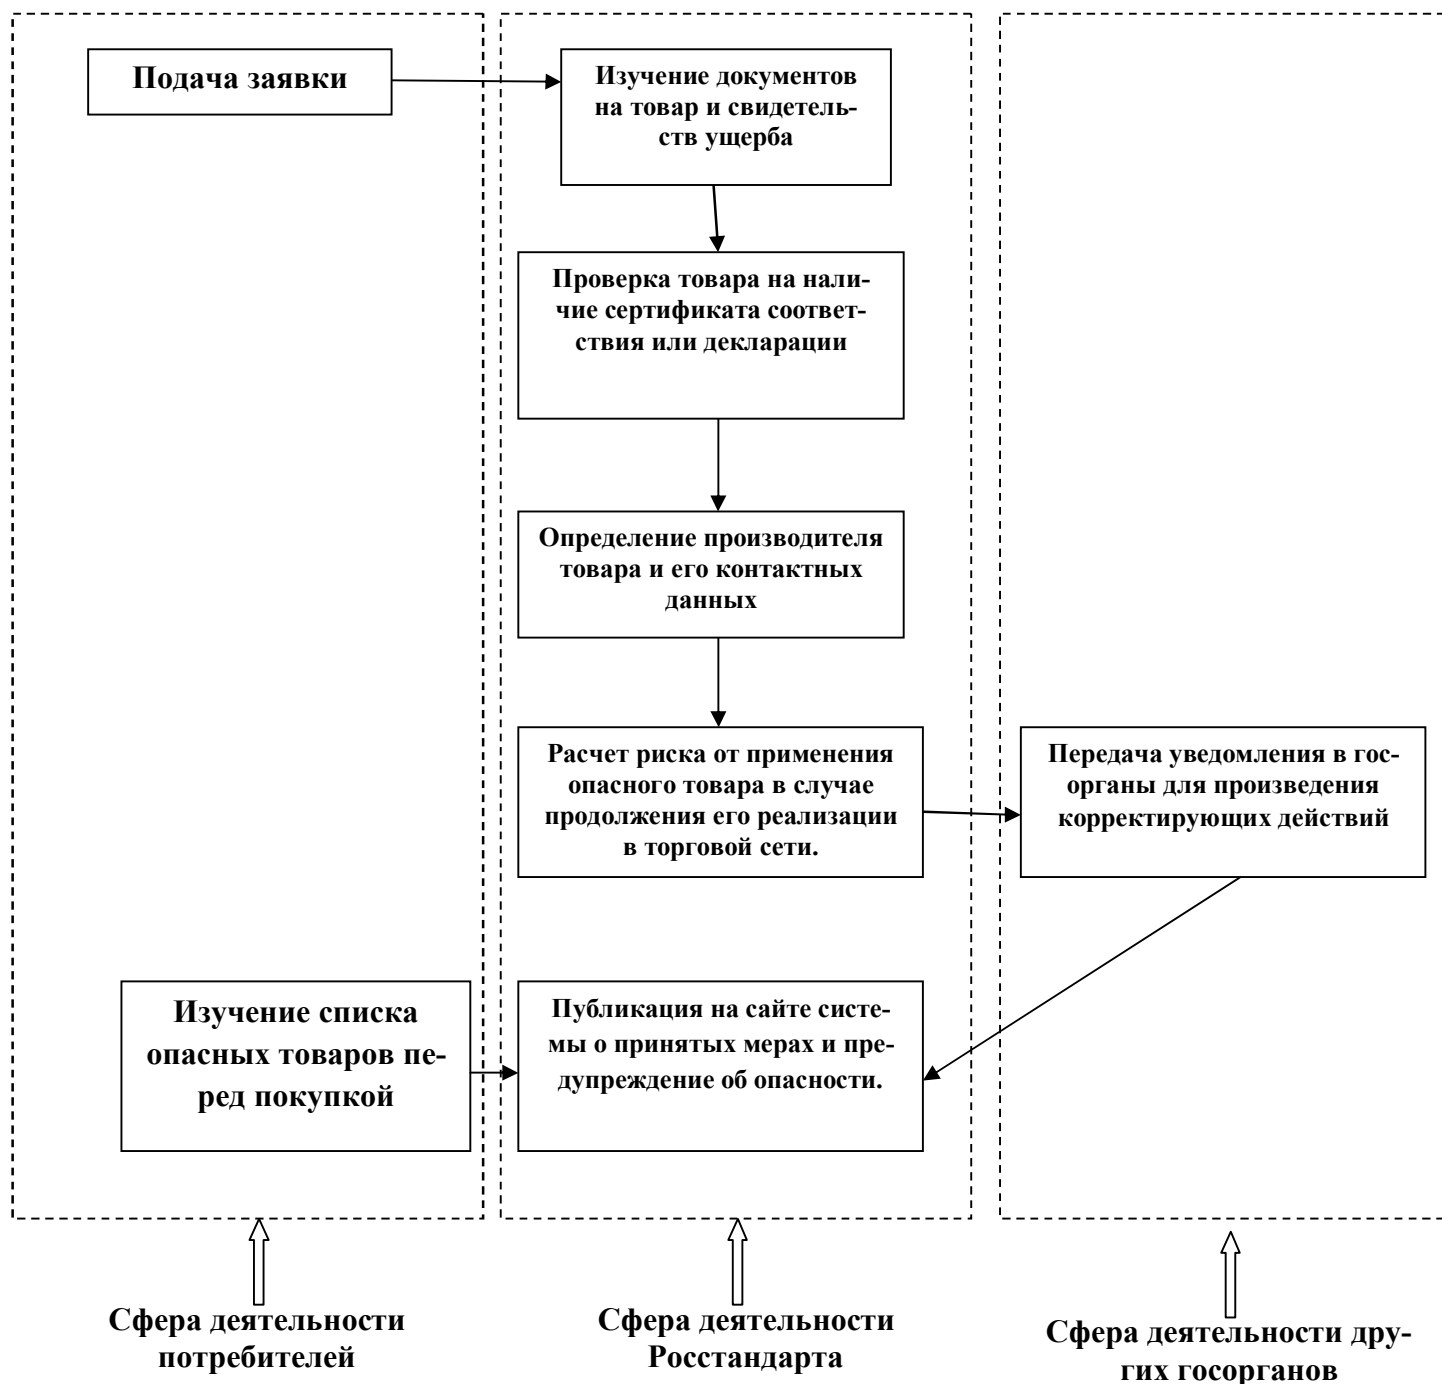 Подача заявки
Изучение документов
на товар и свидетель-
ств ущерба
Проверка товара на нали-
чие сертификата соответ-
ствия или декларации
Определение производителя
товара и его контактных
данных
Расчет риска от применения
опасного товара в случае
продолжения его реализации
в торговой сети.
Передача уведомления в гос-
органы для произведения
корректирующих действий
Изучение списка
опасных товаров пе-
ред покупкой
Публикация на сайте систе-
мы о принятых мерах и пре-
дупреждение об опасности.
Сфера деятельности
потребителей
Сфера деятельности
Росстандарта
Сфера деятельности дру-
гих госорганов